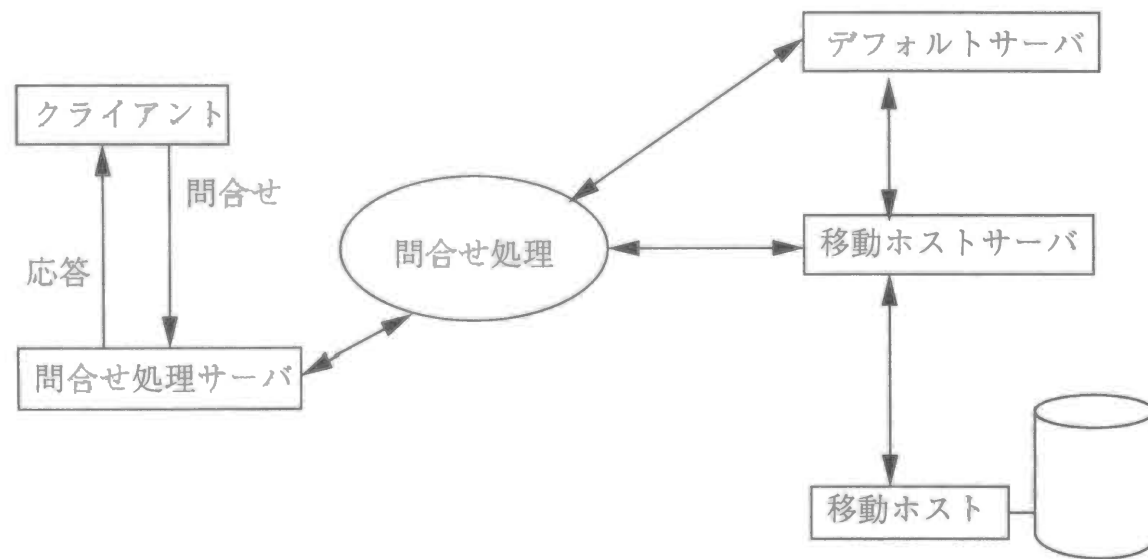 デフォルトサーバ
クライアント
問合せ
問合せ処理
移動ホストサーバ
応答
問合せ処理サーバ
移動ホスト